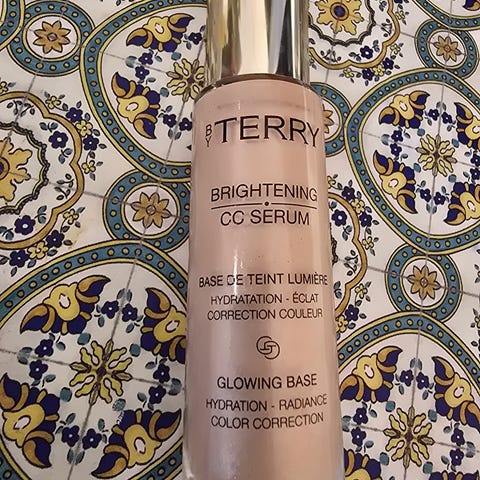 BY TERRY
BRIGHTENING
CC SERUM
BASE DE TEINT LUMIÈRE
HYDRATATION - ÉCLAT
CORRECTION COULEUR
GLOWING BASE
HYDRATION - RADIANCE
COLOR CORRECTION